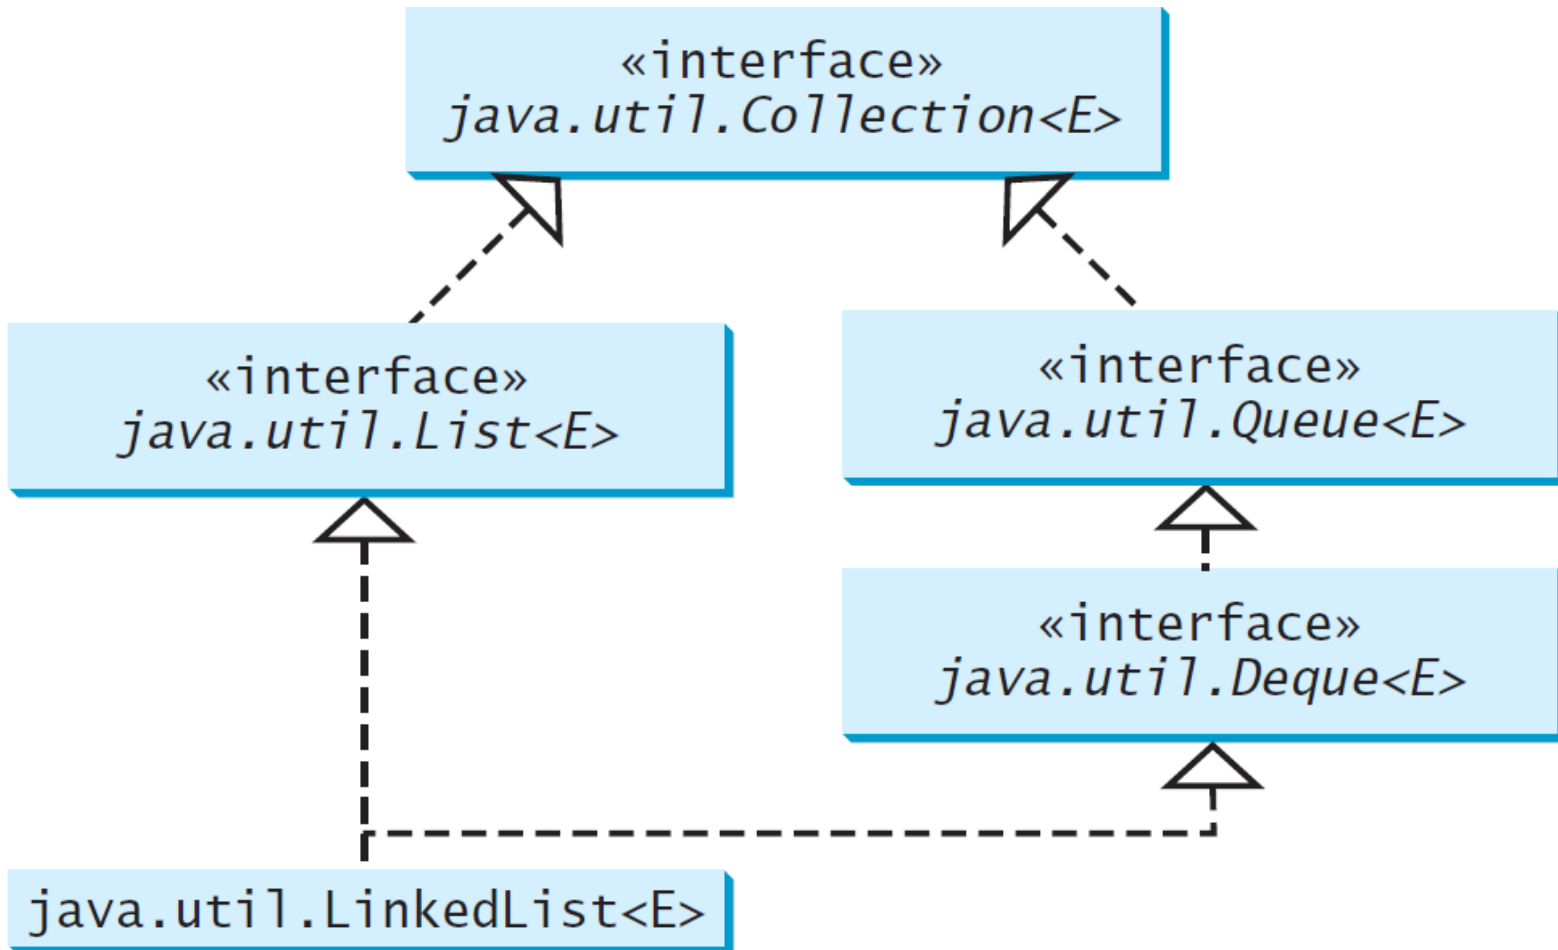 «interface»
java.util.Collection<E>
«interface»
java.util.List<E>
«interface»
java.util.Queue<E>
«interface»
java.util.Deque<E>
java.util.LinkedList<E>